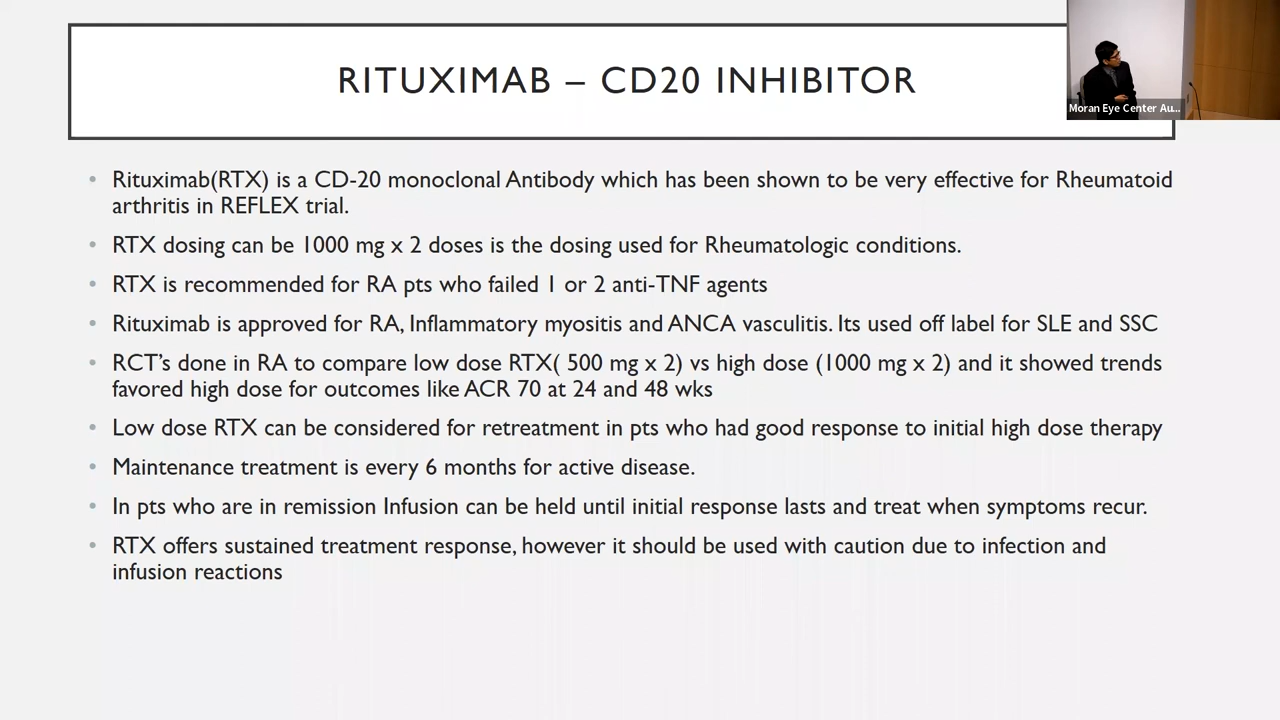 RITUXIMAB – CD20 INHIBITOR
Moran Eye Center Au...
Rituximab(RTX) is a CD-20 monoclonal Antibody which has been shown to be very effective for Rheumatoid
arthritis in REFLEX trial.
RTX dosing can be 1000 mg x 2 doses is the dosing used for Rheumatologic conditions.
RTX is recommended for RA pts who failed 1 or 2 anti-TNF agents
Rituximab is approved for RA, Inflammatory myositis and ANCA vasculitis. Its used off label for SLE and SSC
RCT's done in RA to compare low dose RTX( 500 mg x 2) vs high dose (1000 mg x 2) and it showed trends
favored high dose for outcomes like ACR 70 at 24 and 48 wks
Low dose RTX can be considered for retreatment in pts who had good response to initial high dose therapy
Maintenance treatment is every 6 months for active disease.
In pts who are in remission Infusion can be held until initial response lasts and treat when symptoms recur.
RTX offers sustained treatment response, however it should be used with caution due to infection and
infusion reactions